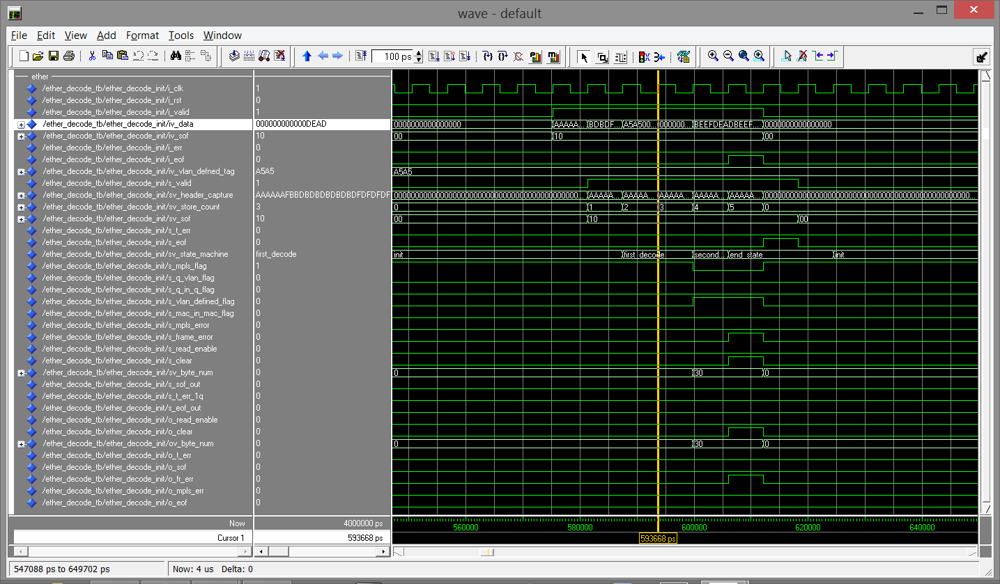 wave - default
File Edit View Add Format Tools Window
100 ps
ether
/ether_decode_tb/ether_decode_init/i_clk 1
/ether_decode_tb/ether_decode_init/i_rst 0
/ether_decode_tb/ether_decode_init/i_valid 1
/ether_decode_tb/ether_decode_init/iv_data 000000000000DEAD 0000000000000000 AAAAA... BDBDF... A5A500... 0000000... BEEFDEADBEEF... 0000000000000000
/ether_decode_tb/ether_decode_init/iv_sof 10 00 10 00
/ether_decode_tb/ether_decode_init/i_err 0
/ether_decode_tb/ether_decode_init/i_eof 0
/ether_decode_tb/ether_decode_init/iv_vlan_defned_tag A5A5 A5A5
/ether_decode_tb/ether_decode_init/s_valid 1
/ether_decode_tb/ether_decode_init/sv_header_capture AAAAAAFBBDBDBDBDBDBDFDFDFDF AAAAA... AAAAA... AAAAA... AAAAA... AAAAA...
/ether_decode_tb/ether_decode_init/sv_store_count 3 0 1 2 3 4 5 0
/ether_decode_tb/ether_decode_init/sv_sof 10 00 10 00
/ether_decode_tb/ether_decode_init/s_t_err 0
/ether_decode_tb/ether_decode_init/s_eof 0
/ether_decode_tb/ether_decode_init/sv_state_machine first_decode init first_decode second... end_state init
/ether_decode_tb/ether_decode_init/s_mpls_flag 1
/ether_decode_tb/ether_decode_init/s_q_vlan_flag 0
/ether_decode_tb/ether_decode_init/s_q_in_q_flag 0
/ether_decode_tb/ether_decode_init/s_vlan_defined_flag 0
/ether_decode_tb/ether_decode_init/s_mac_in_mac_flag 0
/ether_decode_tb/ether_decode_init/s_mpls_error 0
/ether_decode_tb/ether_decode_init/s_frame_error 0
/ether_decode_tb/ether_decode_init/s_read_enable 0
/ether_decode_tb/ether_decode_init/s_clear 0
/ether_decode_tb/ether_decode_init/sv_byte_num 0 0 30 0
/ether_decode_tb/ether_decode_init/s_sof_out 0
/ether_decode_tb/ether_decode_init/s_t_err_1q 0
/ether_decode_tb/ether_decode_init/s_eof_out 0
/ether_decode_tb/ether_decode_init/o_read_enable 0
/ether_decode_tb/ether_decode_init/o_clear 0
/ether_decode_tb/ether_decode_init/ov_byte_num 0 0 30 0
/ether_decode_tb/ether_decode_init/o_t_err 0
/ether_decode_tb/ether_decode_init/o_sof 0
/ether_decode_tb/ether_decode_init/o_fr_err 0
/ether_decode_tb/ether_decode_init/o_mpls_err 0
/ether_decode_tb/ether_decode_init/o_eof 0
Now 4000000 ps 560000 580000 600000 620000 640000
Cursor 1 593668 ps 593668 ps
547088 ps to 649702 ps Now: 4 us Delta: 0